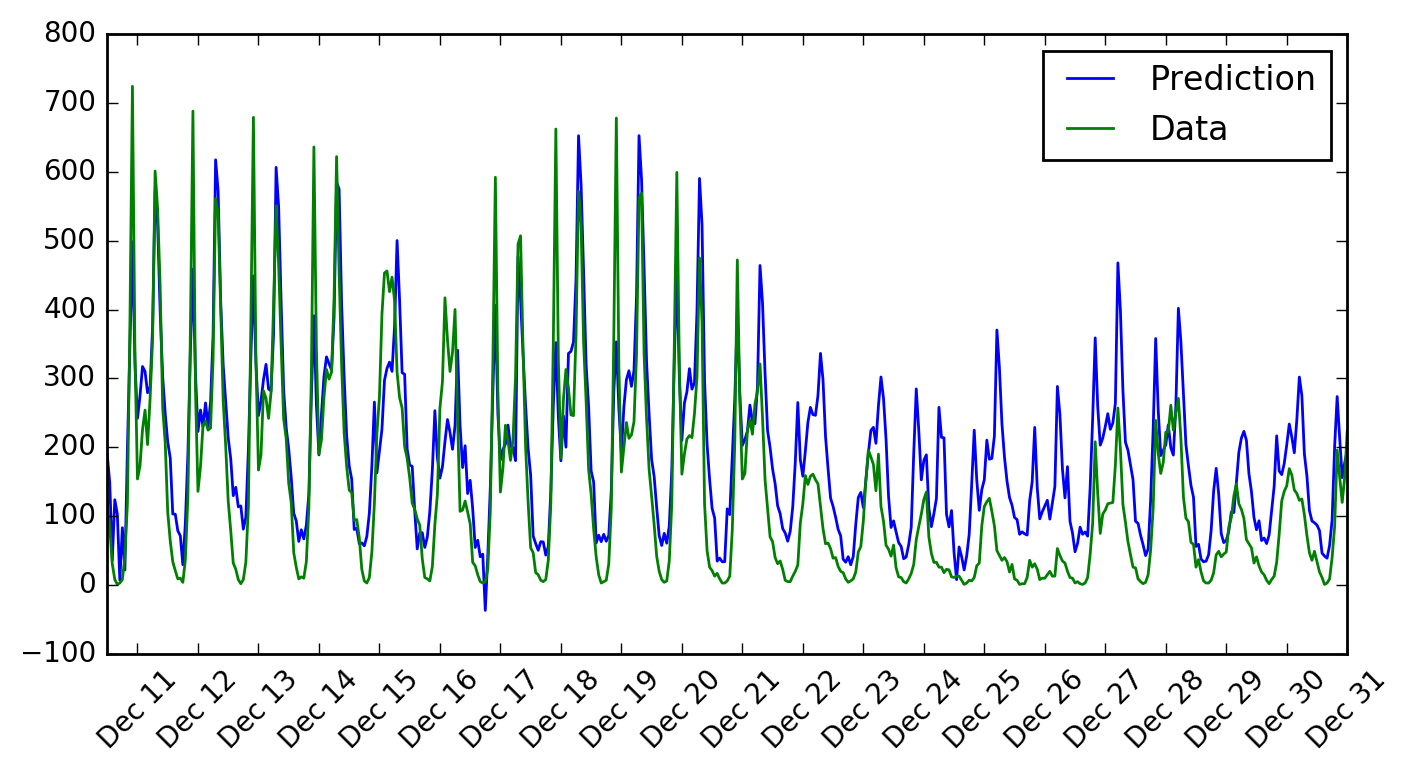 800
700
600
500
400
300
200
100
0
−100
Prediction
Data
Dec 11
Dec 12
Dec 13
Dec 14
Dec 15
Dec 16
Dec 17
Dec 18
Dec 19
Dec 20
Dec 21
Dec 22
Dec 23
Dec 24
Dec 25
Dec 26
Dec 27
Dec 28
Dec 29
Dec 30
Dec 31